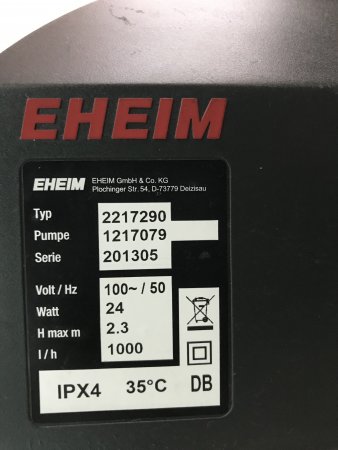 EHEIM
EHEIM EHEIM GmbH & Co. KG
Plochinger Str. 54, D-73779 Deizisau
Typ 2217290
Pumpe 1217079
Serie 201305
Volt / Hz 100~ / 50
Watt 24
H max m 2.3
l / h 1000
IPX4 35°C DB